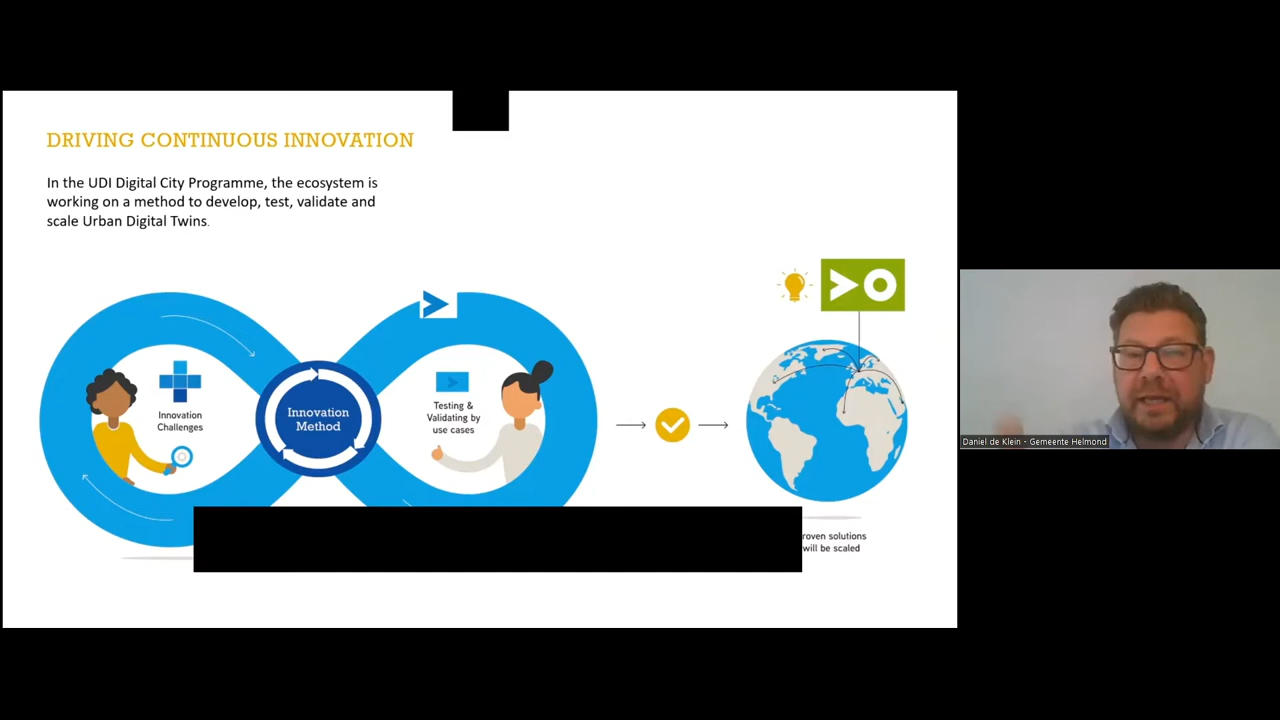 DRIVING CONTINUOUS INNOVATION
In the UDI Digital City Programme, the ecosystem is
working on a method to develop, test, validate and
scale Urban Digital Twins.
Innovation
Challenges
Innovation
Method
Testing &
Validating by
use cases
roven solutions
will be scaled
Daniel de Klein - Gemeente Helmond